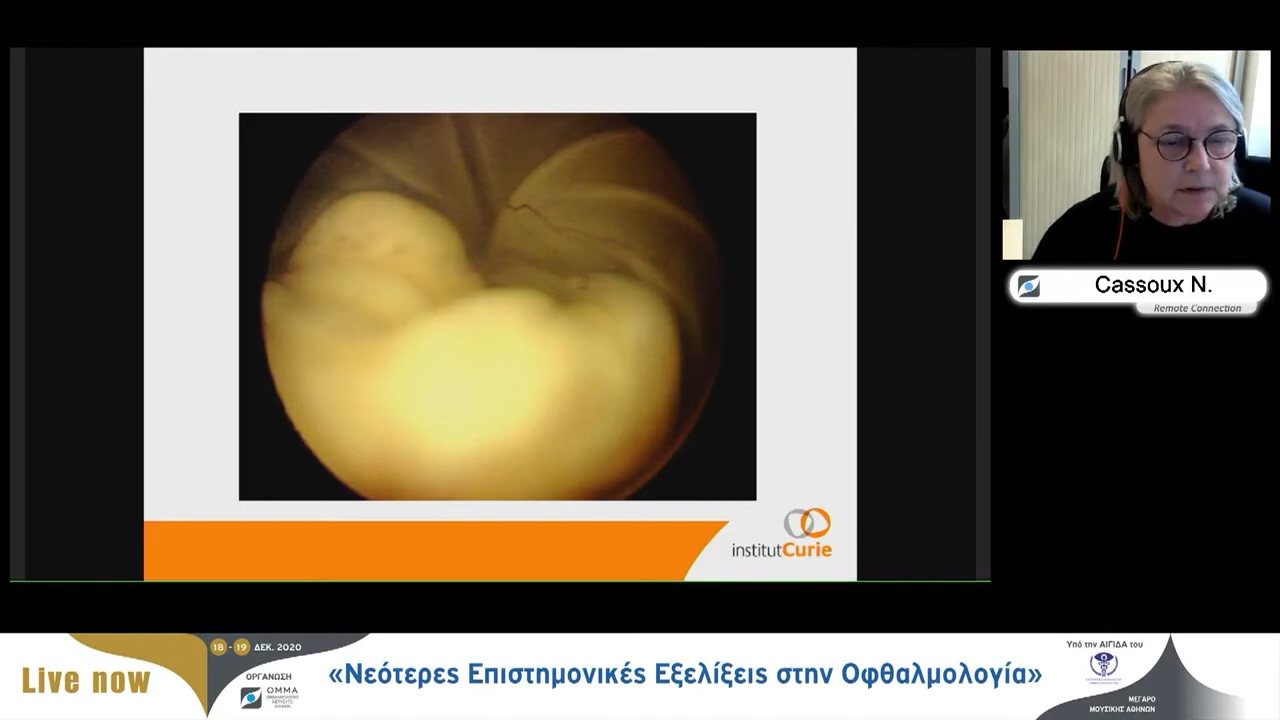 Cassoux N.
Remote Connection
institutCurie
Live now
18 - 19 ΔΕΚ. 2020
ΟΡΓΑΝΩΣΗ
ΟΜΜΑ
«Νεότερες Επιστημονικές Εξελίξεις στην Οφθαλμολογία»
Υπό την ΑΙΓΙΔΑ του
ΜΕΓΑΡΟ
ΜΟΥΣΙΚΗΣ ΑΘΗΝΩΝ